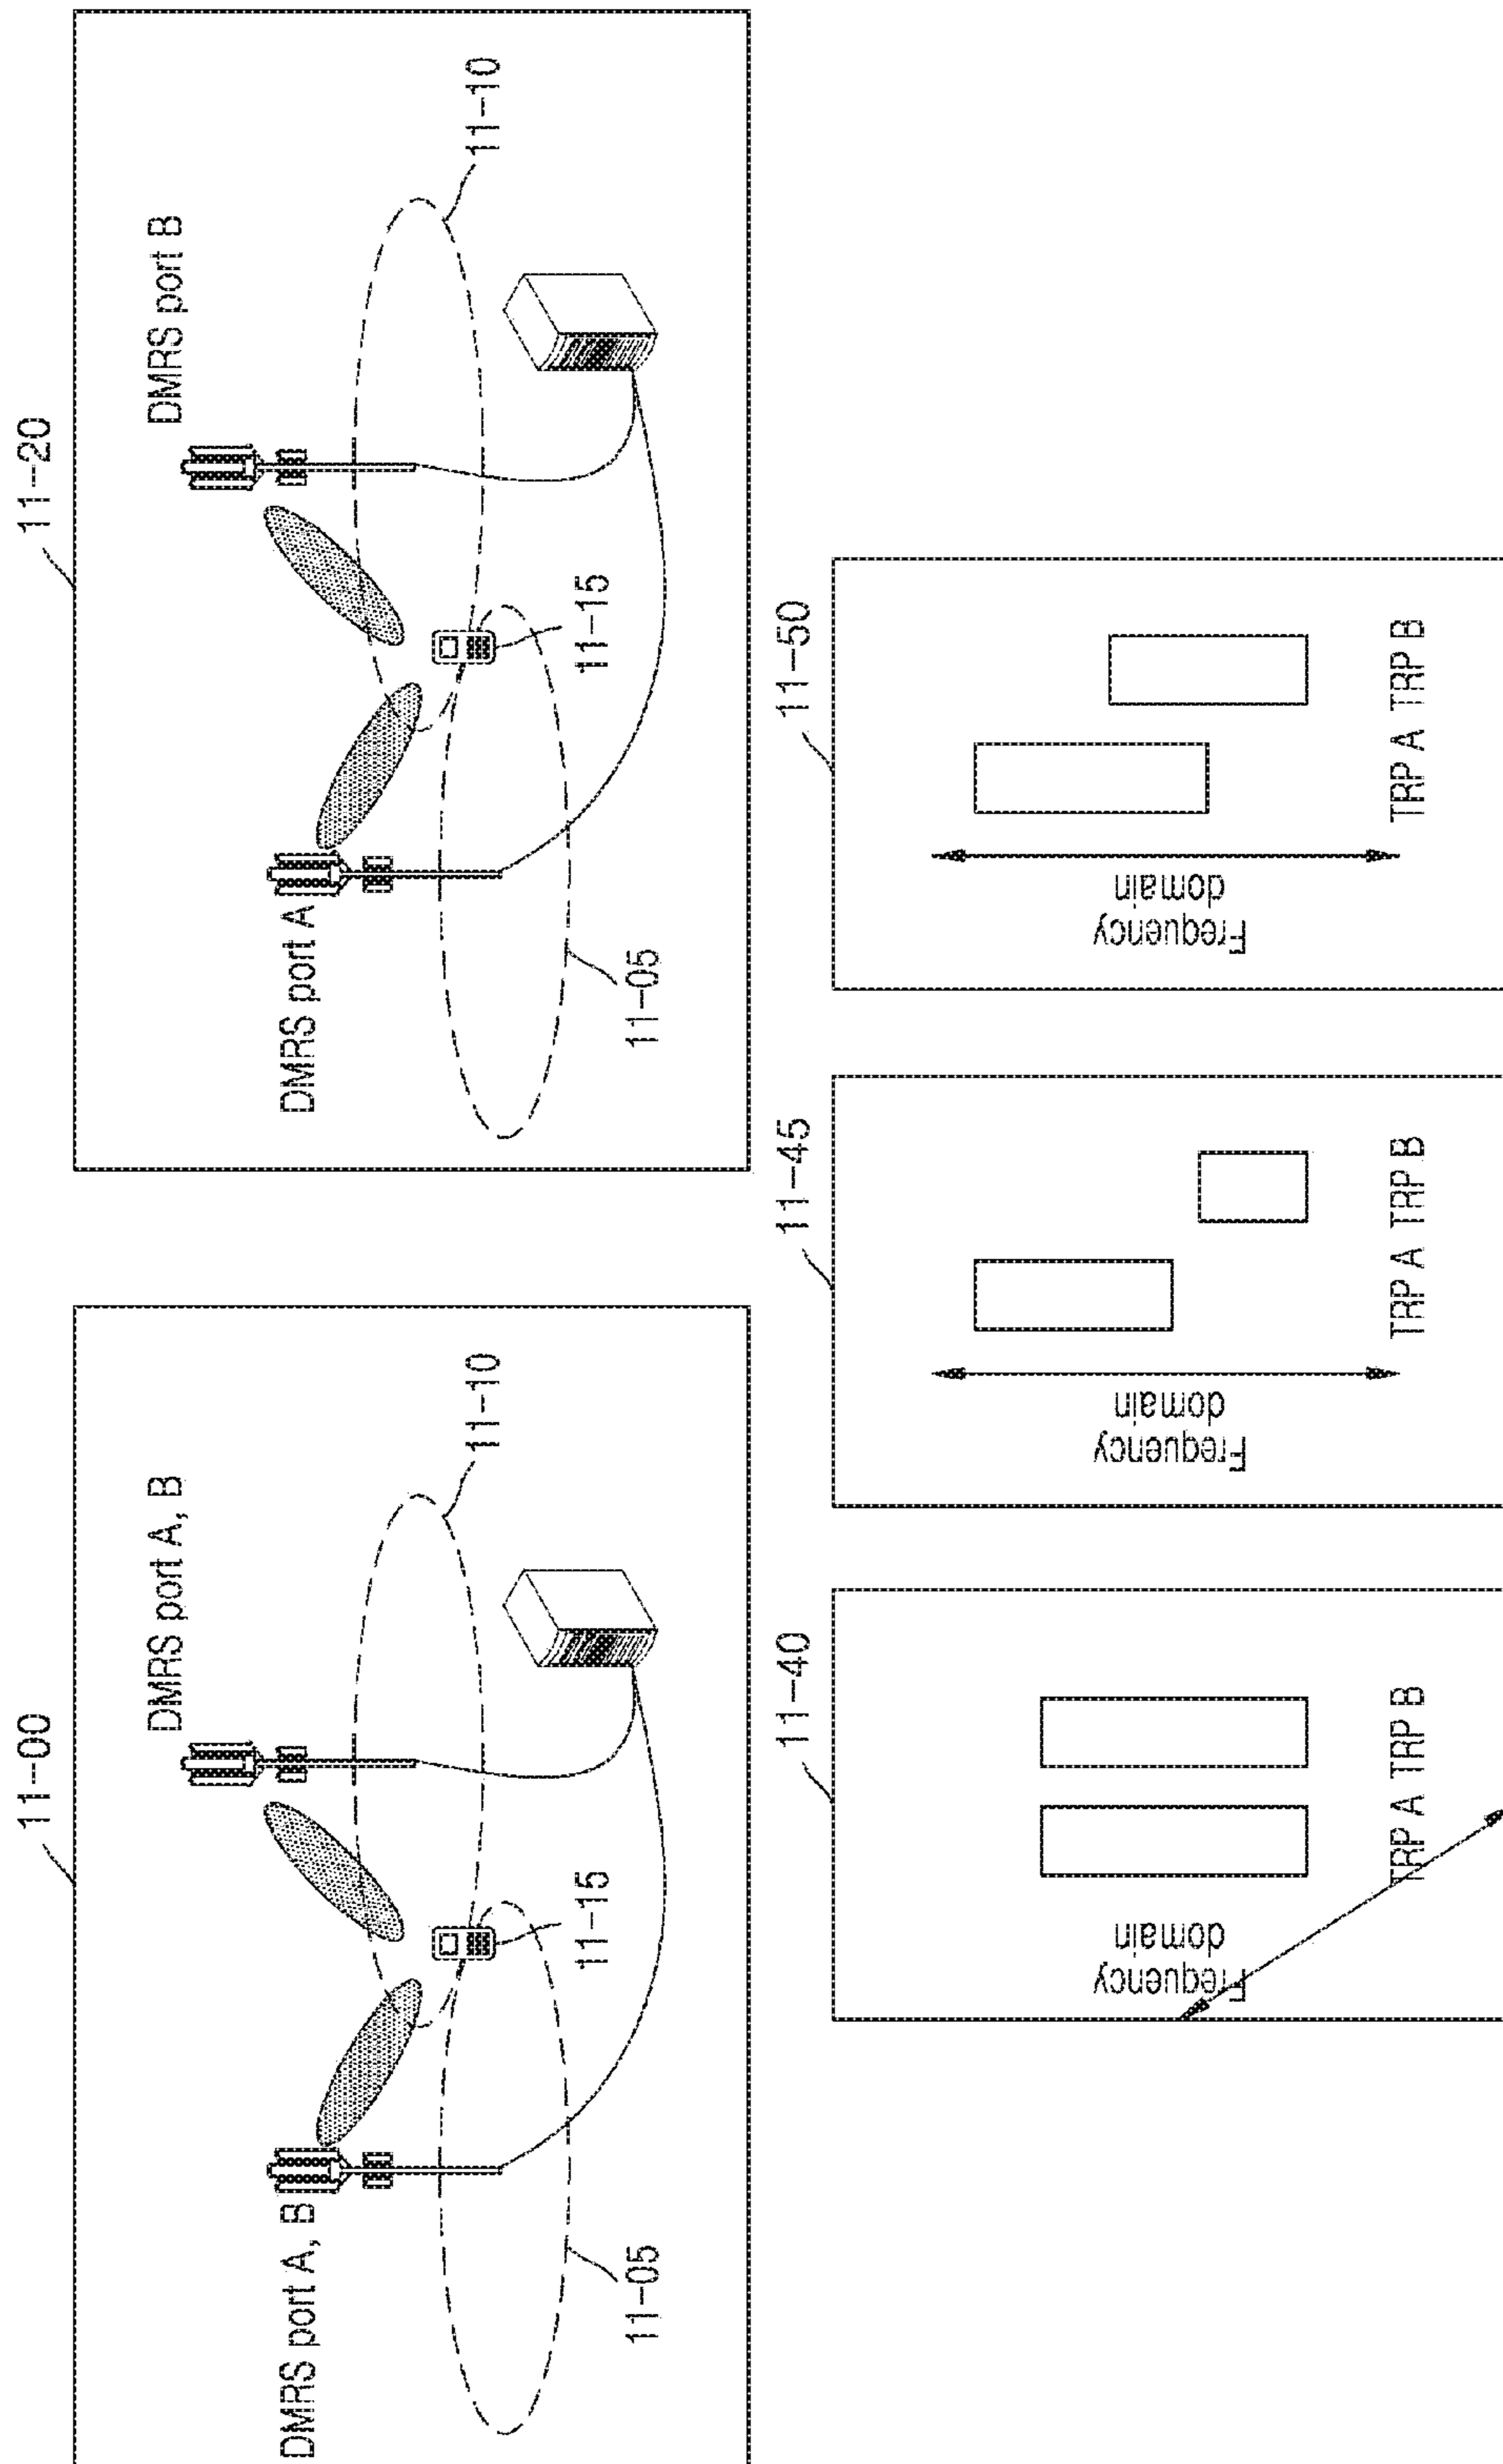 11-00
DMRS port A, B
DMRS port A, B
11-10
11-15
11-05
11-20
DMRS port B
DMRS port A
11-10
11-15
11-05
11-40
Frequency
domain
TRP A TRP B
11-45
Frequency
domain
TRP A TRP B
11-50
Frequency
domain
TRP A TRP B